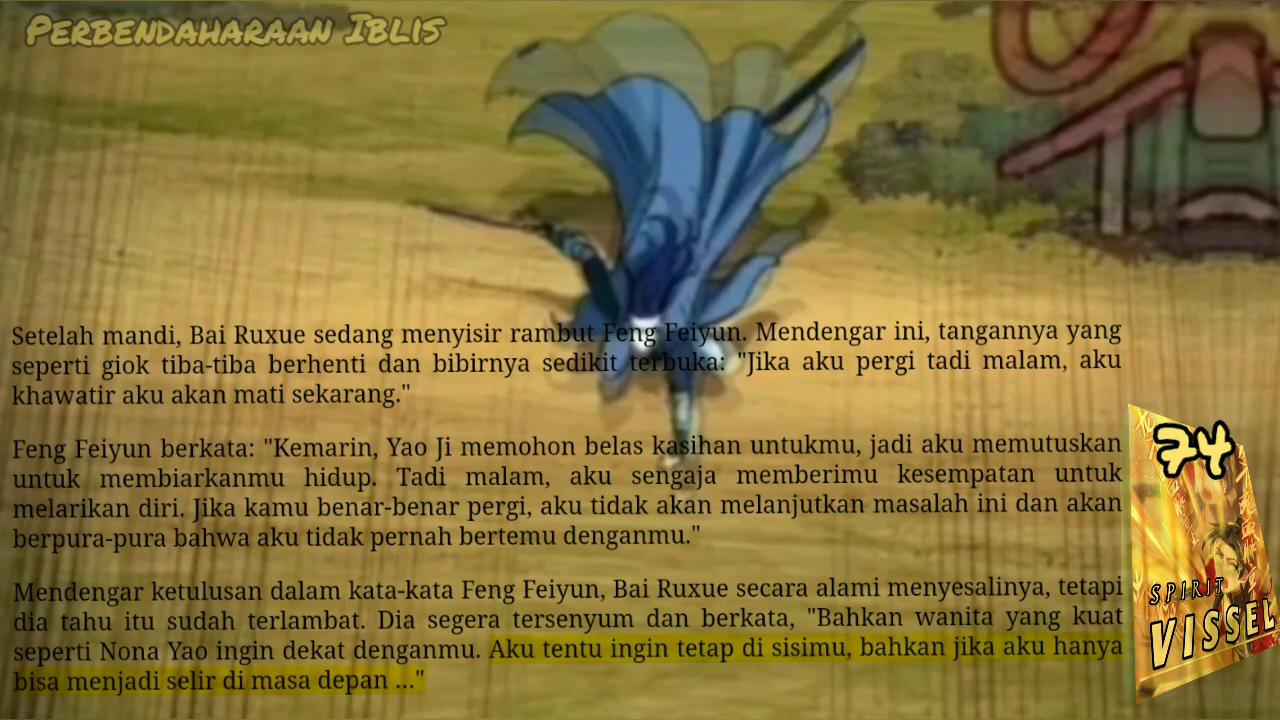 Perbendaharaan Iblis
Setelah mandi, Bai Ruxue sedang menyisir rambut Feng Feiyun. Mendengar ini, tangannya yang
seperti giok tiba-tiba berhenti dan bibirnya sedikit terbuka: "Jika aku pergi tadi malam, aku
khawatir aku akan mati sekarang."
Feng Feiyun berkata: "Kemarin, Yao Ji memohon belas kasihan untukmu, jadi aku memutuskan
untuk membiarkanmu hidup. Tadi malam, aku sengaja memberimu kesempatan untuk
melarikan diri. Jika kamu benar-benar pergi, aku tidak akan melanjutkan masalah ini dan akan
berpura-pura bahwa aku tidak pernah bertemu denganmu."
Mendengar ketulusan dalam kata-kata Feng Feiyun, Bai Ruxue secara alami menyesalinya, tetapi
dia tahu itu sudah terlambat. Dia segera tersenyum dan berkata, "Bahkan wanita yang kuat
seperti Nona Yao ingin dekat denganmu. Aku tentu ingin tetap di sisimu, bahkan jika aku hanya
bisa menjadi selir di masa depan ..."
74
SPIRIT
VISSEL